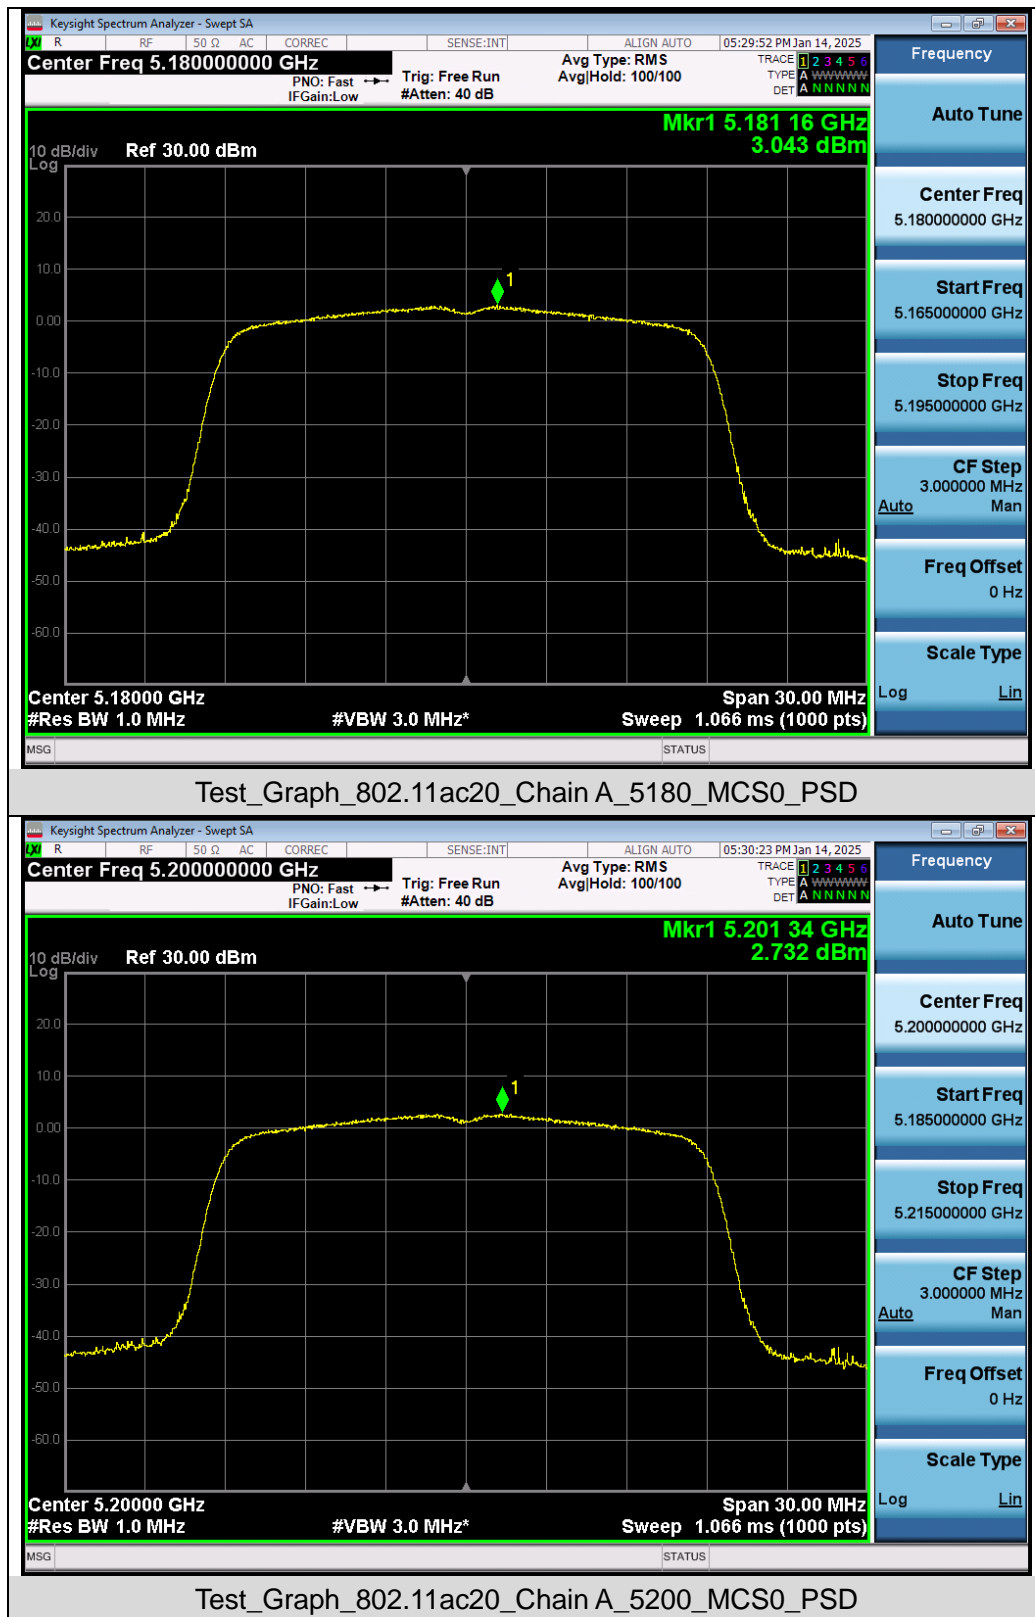 Keysight Spectrum Analyzer - Swept SA
LXI R RF 50 Ω AC CORREC SENSE:INT ALIGN AUTO 05:29:52 PM Jan 14, 2025
Center Freq 5.180000000 GHz
PNO: Fast
IFGain:Low
Trig: Free Run
#Atten: 40 dB
Avg Type: RMS
Avg|Hold: 100/100
TRACE 1 2 3 4 5 6
TYPE A WWWWW
DET A N N N N N
Frequency
Mkr1 5.181 16 GHz
3.043 dBm
10 dB/div Ref 30.00 dBm
Log
20.0
10.0
0.00
-10.0
-20.0
-30.0
-40.0
-50.0
-60.0
1
Center 5.18000 GHz Span 30.00 MHz
#Res BW 1.0 MHz #VBW 3.0 MHz* Sweep 1.066 ms (1000 pts)
MSG STATUS
Auto Tune
Center Freq
5.180000000 GHz
Start Freq
5.165000000 GHz
Stop Freq
5.195000000 GHz
CF Step
3.000000 MHz
Auto Man
Freq Offset
0 Hz
Scale Type
Log Lin
Test_Graph_802.11ac20_Chain A_5180_MCS0_PSD
Keysight Spectrum Analyzer - Swept SA
LXI R RF 50 Ω AC CORREC SENSE:INT ALIGN AUTO 05:30:23 PM Jan 14, 2025
Center Freq 5.200000000 GHz
PNO: Fast
IFGain:Low
Trig: Free Run
#Atten: 40 dB
Avg Type: RMS
Avg|Hold: 100/100
TRACE 1 2 3 4 5 6
TYPE A WWWWW
DET A N N N N N
Frequency
Mkr1 5.201 34 GHz
2.732 dBm
10 dB/div Ref 30.00 dBm
Log
20.0
10.0
0.00
-10.0
-20.0
-30.0
-40.0
-50.0
-60.0
1
Center 5.20000 GHz Span 30.00 MHz
#Res BW 1.0 MHz #VBW 3.0 MHz* Sweep 1.066 ms (1000 pts)
MSG STATUS
Auto Tune
Center Freq
5.200000000 GHz
Start Freq
5.185000000 GHz
Stop Freq
5.215000000 GHz
CF Step
3.000000 MHz
Auto Man
Freq Offset
0 Hz
Scale Type
Log Lin
Test_Graph_802.11ac20_Chain A_5200_MCS0_PSD